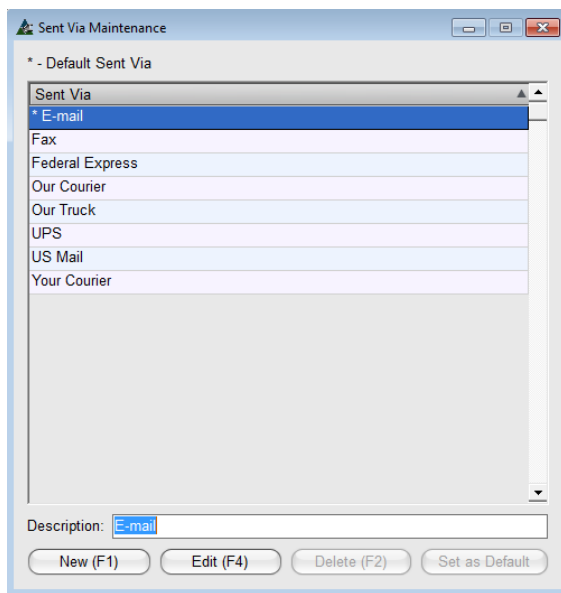 Sent Via Maintenance
* - Default Sent Via
Sent Via
* E-mail
Fax
Federal Express
Our Courier
Our Truck
UPS
US Mail
Your Courier
Description: E-mail
New (F1) Edit (F4) Delete (F2) Set as Default